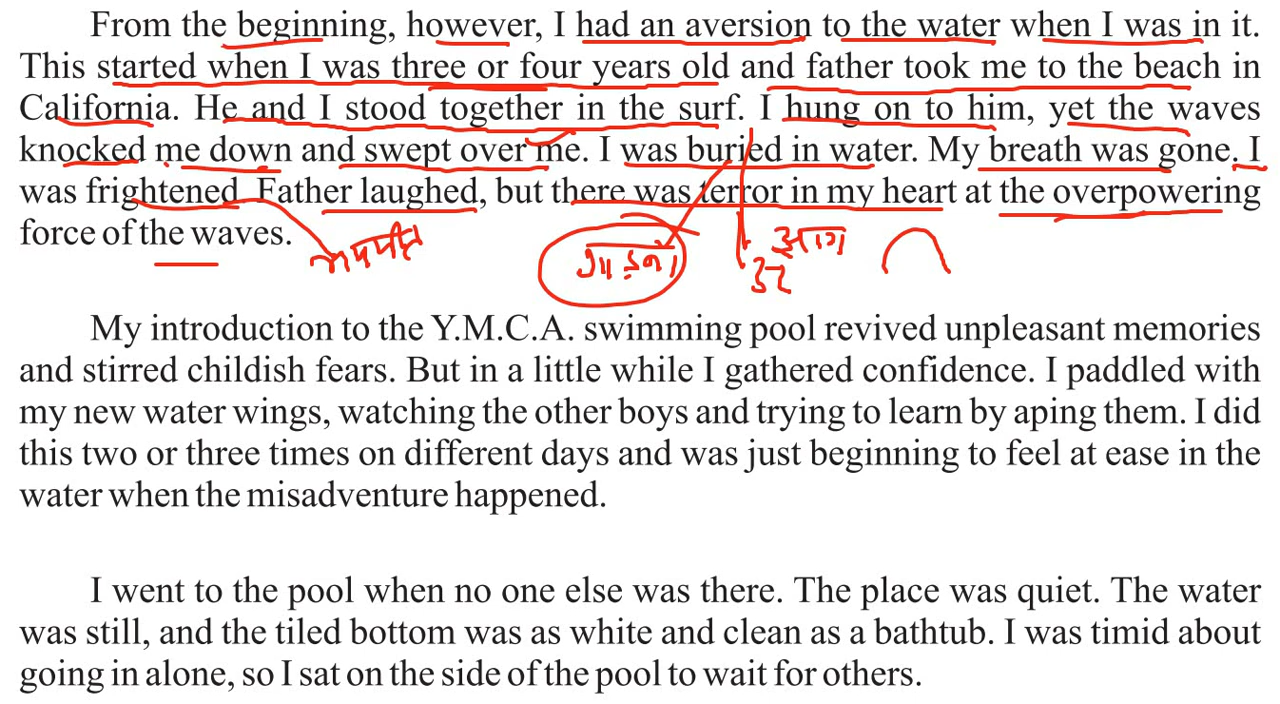 From the beginning, however, I had an aversion to the water when I was in it.
This started when I was three or four years old and father took me to the beach in
California. He and I stood together in the surf. I hung on to him, yet the waves
knocked me down and swept over me. I was buried in water. My breath was gone. I
was frightened. Father laughed, but there was terror in my heart at the overpowering
force of the waves.
डर
My introduction to the Y.M.C.A. swimming pool revived unpleasant memories
and stirred childish fears. But in a little while I gathered confidence. I paddled with
my new water wings, watching the other boys and trying to learn by aping them. I did
this two or three times on different days and was just beginning to feel at ease in the
water when the misadventure happened.
I went to the pool when no one else was there. The place was quiet. The water
was still, and the tiled bottom was as white and clean as a bathtub. I was timid about
going in alone, so I sat on the side of the pool to wait for others.